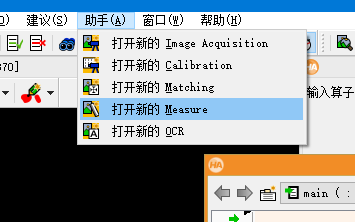 建议(S) 助手(A) 窗口(W) 帮助(H)
打开新的 Image Acquisition
370]
打开新的 Calibration
打开新的 Matching
输入算子
打开新的 Measure
打开新的 OCR
main ( :